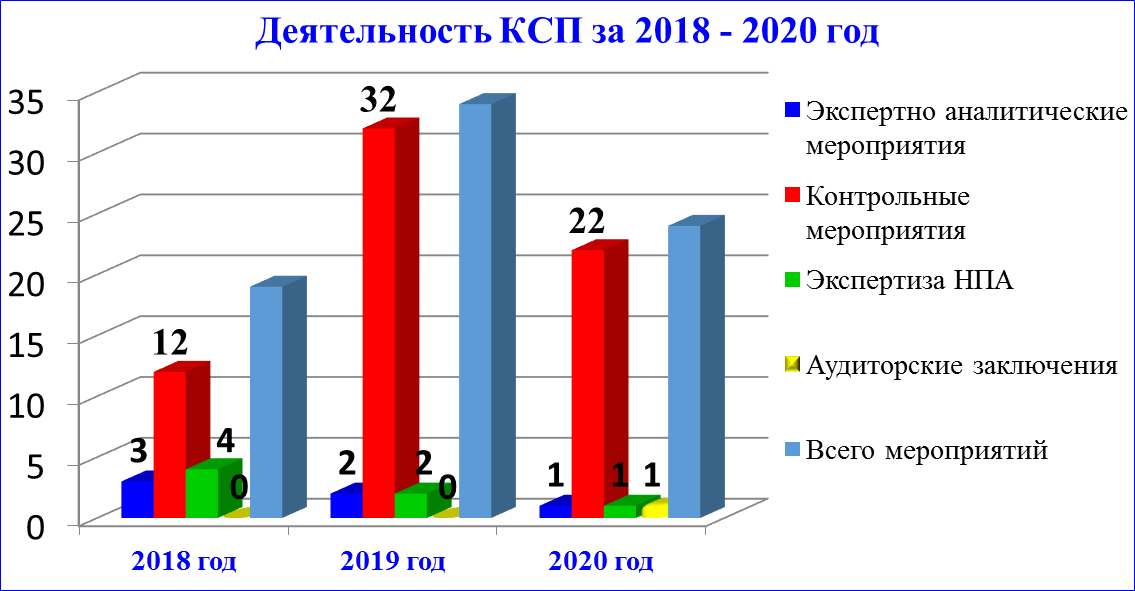 Деятельность КСП за 2018 - 2020 год
35
30
25
20
15
10
5
0
3
12
4
0
2
32
2
0
1
22
1
1
2018 год
2019 год
2020 год
Экспертно аналитические
мероприятия
Контрольные
мероприятия
Экспертиза НПА
Аудиторские заключения
Всего мероприятий